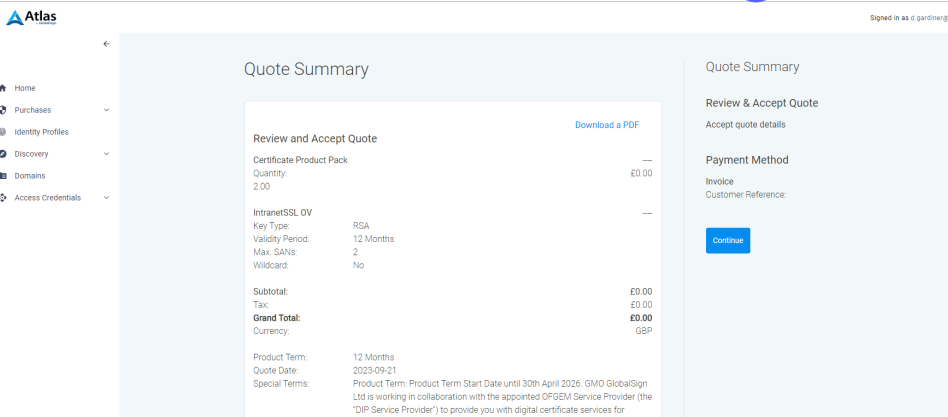 Atlas
Signed in as d.gardiner@
Home
Purchases
Identity Profiles
Discovery
Domains
Access Credentials
Quote Summary
Download a PDF
Review and Accept Quote
Certificate Product Pack ----
Quantity: £0.00
2.00
IntranetSSL OV ----
Key Type: RSA
Validity Period: 12 Months
Max. SANs: 2
Wildcard: No
Subtotal: £0.00
Tax: £0.00
Grand Total: £0.00
Currency: GBP
Product Term: 12 Months
Quote Date: 2023-09-21
Special Terms: Product Term: Product Term Start Date until 30th April 2026. GMO GlobalSign
Ltd is working in collaboration with the appointed OFGEM Service Provider (the
"DIP Service Provider") to provide you with digital certificate services for
Quote Summary
Review & Accept Quote
Accept quote details
Payment Method
Invoice
Customer Reference:
Continue